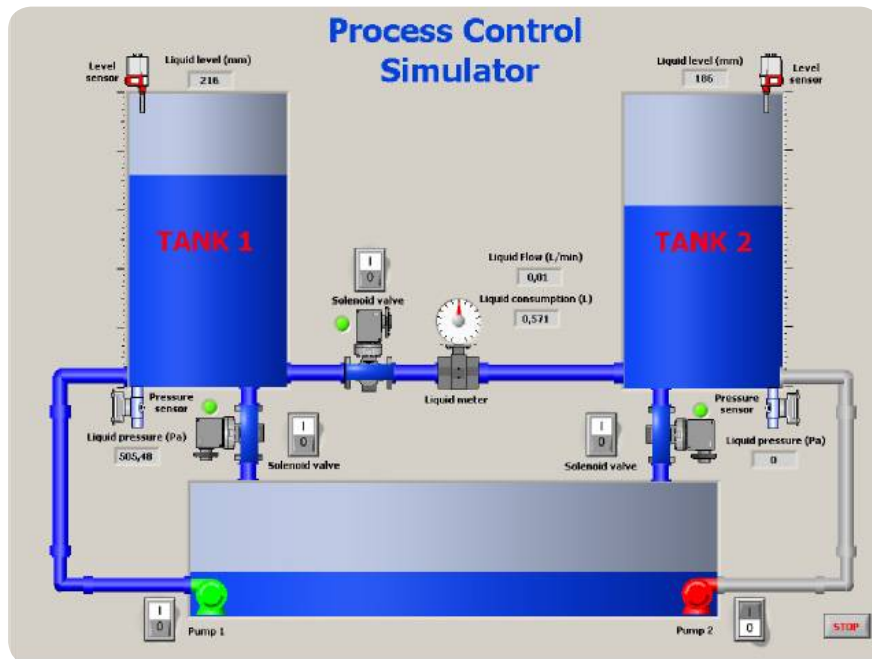 Process Control
Simulator
Level
sensor
Liquid level (mm)
216
Liquid level (mm)
186
Level
sensor
TANK 1
TANK 2
I
0
Solenoid valve
Liquid Flow (L/min)
0,01
Liquid consumption (L)
0,571
Liquid meter
Pressure
sensor
Liquid pressure (Pa)
505,48
I
0
Solenoid valve
I
0
Solenoid valve
Pressure
sensor
Liquid pressure (Pa)
0
I
0
Pump 1
Pump 2
I
0
STOP